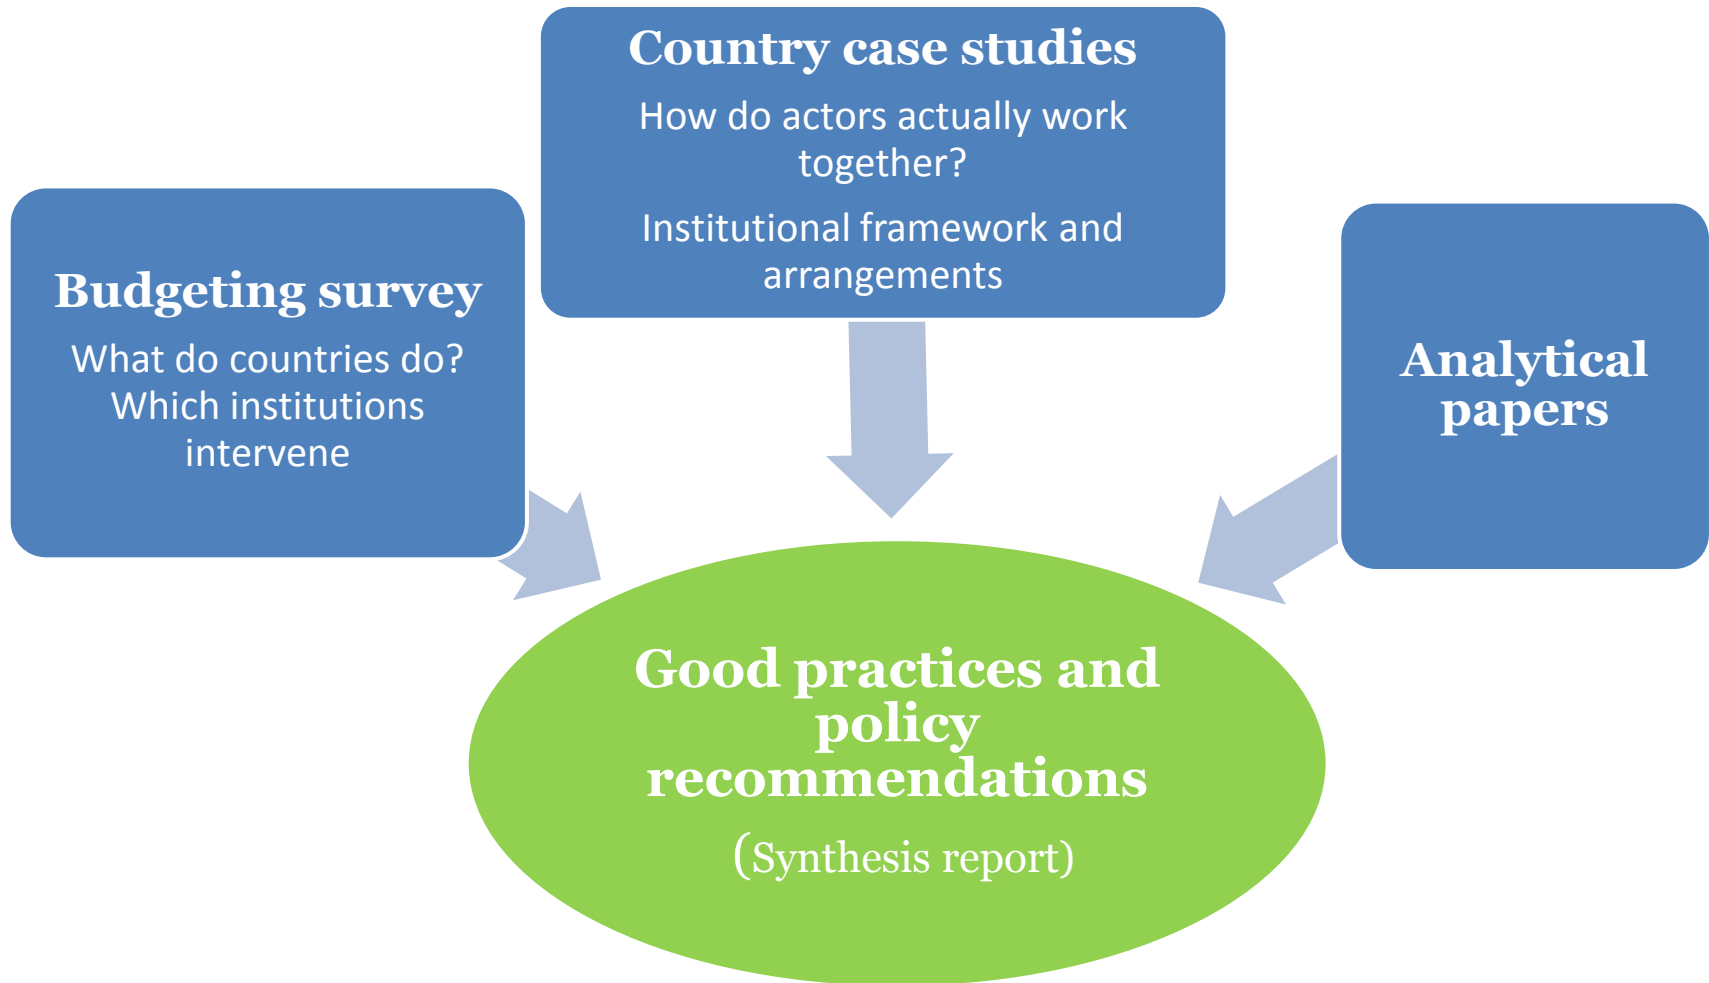 Country case studies
How do actors actually work
together?
Institutional framework and
arrangements
Budgeting survey
What do countries do?
Which institutions
intervene
Analytical
papers
Good practices and
policy
recommendations
(Synthesis report)